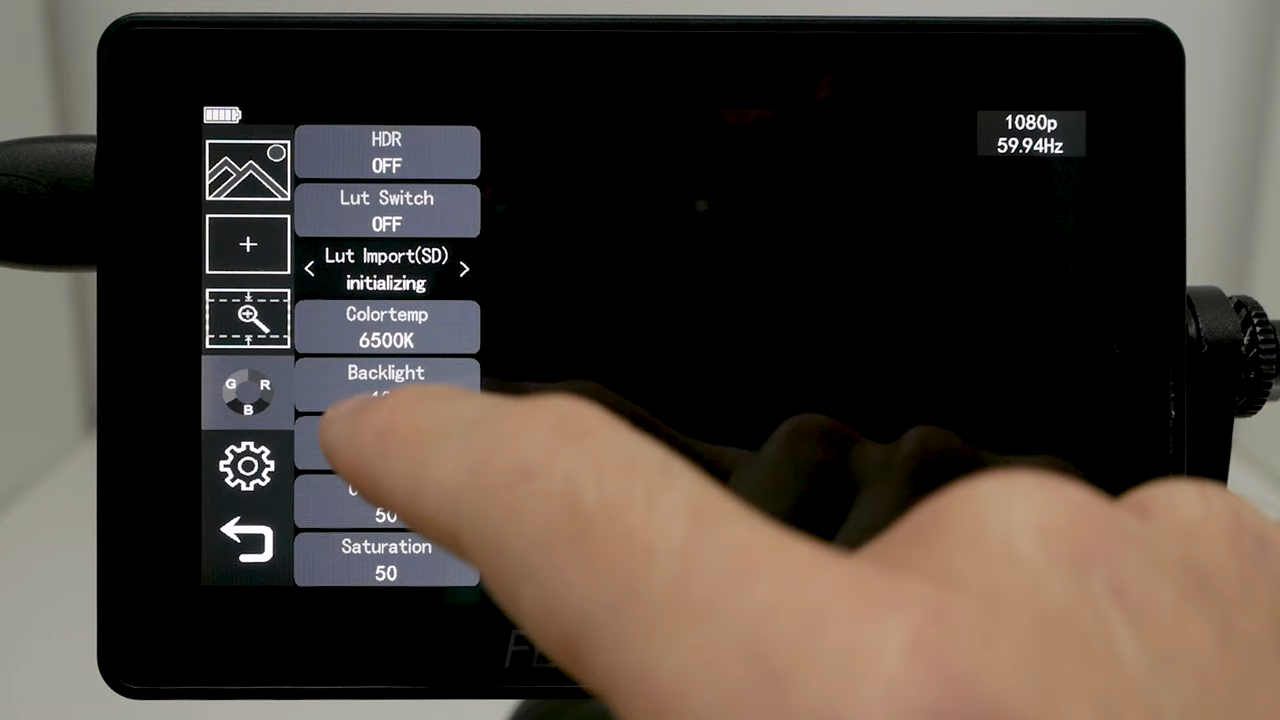 1080p
59.94Hz
HDR
OFF
Lut Switch
OFF
Lut Import(SD)
< initializing >
Colortemp
6500K
Backlight
50
Saturation
50
G R
B